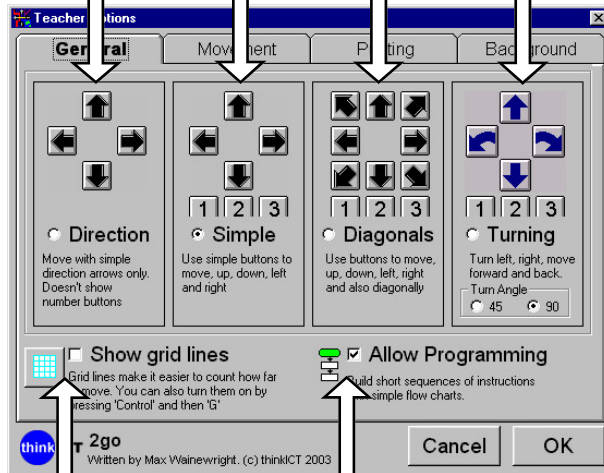 Teacher Options
General Movement Printing Background
1 2 3 1 2 3 1 2 3
Direction Simple Diagonals Turning
Move with simple
direction arrows only.
Doesn't show
number buttons
Use simple buttons to
move, up, down, left
and right
Use buttons to move,
up, down, left, right
and also diagonally
Turn left, right, move
forward and back.
Turn Angle
45 90
Show grid lines
Grid lines make it easier to count how far
move. You can also turn them on by
pressing 'Control' and then 'G'
Allow Programming
Build short sequences of instructions
simple flow charts.
think
2go
Written by Max Wainewright. (c) thinkICT 2003
Cancel OK